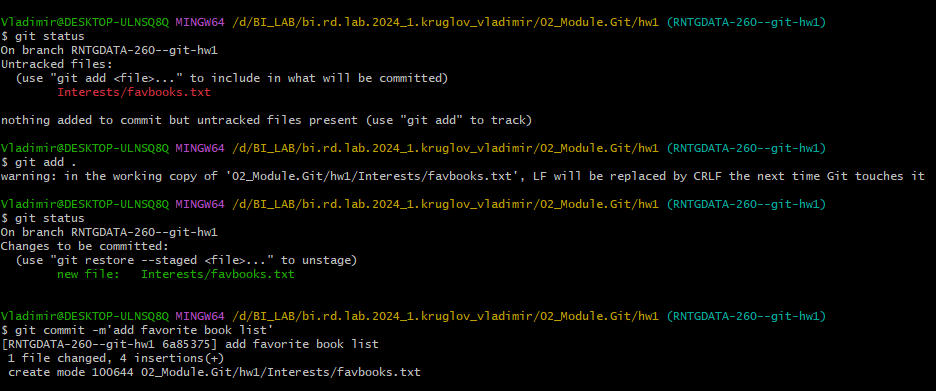 Vladimir@DESKTOP-ULNSQ8Q MINGW64 /d/BI_LAB/bi.rd.lab.2024_1.kruglov_vladimir/02_Module.Git/hw1 (RNTGDATA-260--git-hw1)
$ git status
On branch RNTGDATA-260--git-hw1
Untracked files:
  (use "git add <file>..." to include in what will be committed)
        Interests/favbooks.txt

nothing added to commit but untracked files present (use "git add" to track)

Vladimir@DESKTOP-ULNSQ8Q MINGW64 /d/BI_LAB/bi.rd.lab.2024_1.kruglov_vladimir/02_Module.Git/hw1 (RNTGDATA-260--git-hw1)
$ git add .
warning: in the working copy of '02_Module.Git/hw1/Interests/favbooks.txt', LF will be replaced by CRLF the next time Git touches it

Vladimir@DESKTOP-ULNSQ8Q MINGW64 /d/BI_LAB/bi.rd.lab.2024_1.kruglov_vladimir/02_Module.Git/hw1 (RNTGDATA-260--git-hw1)
$ git status
On branch RNTGDATA-260--git-hw1
Changes to be committed:
  (use "git restore --staged <file>..." to unstage)
        new file:   Interests/favbooks.txt

Vladimir@DESKTOP-ULNSQ8Q MINGW64 /d/BI_LAB/bi.rd.lab.2024_1.kruglov_vladimir/02_Module.Git/hw1 (RNTGDATA-260--git-hw1)
$ git commit -m'add favorite book list'
[RNTGDATA-260--git-hw1 6a85375] add favorite book list
 1 file changed, 4 insertions(+)
 create mode 100644 02_Module.Git/hw1/Interests/favbooks.txt